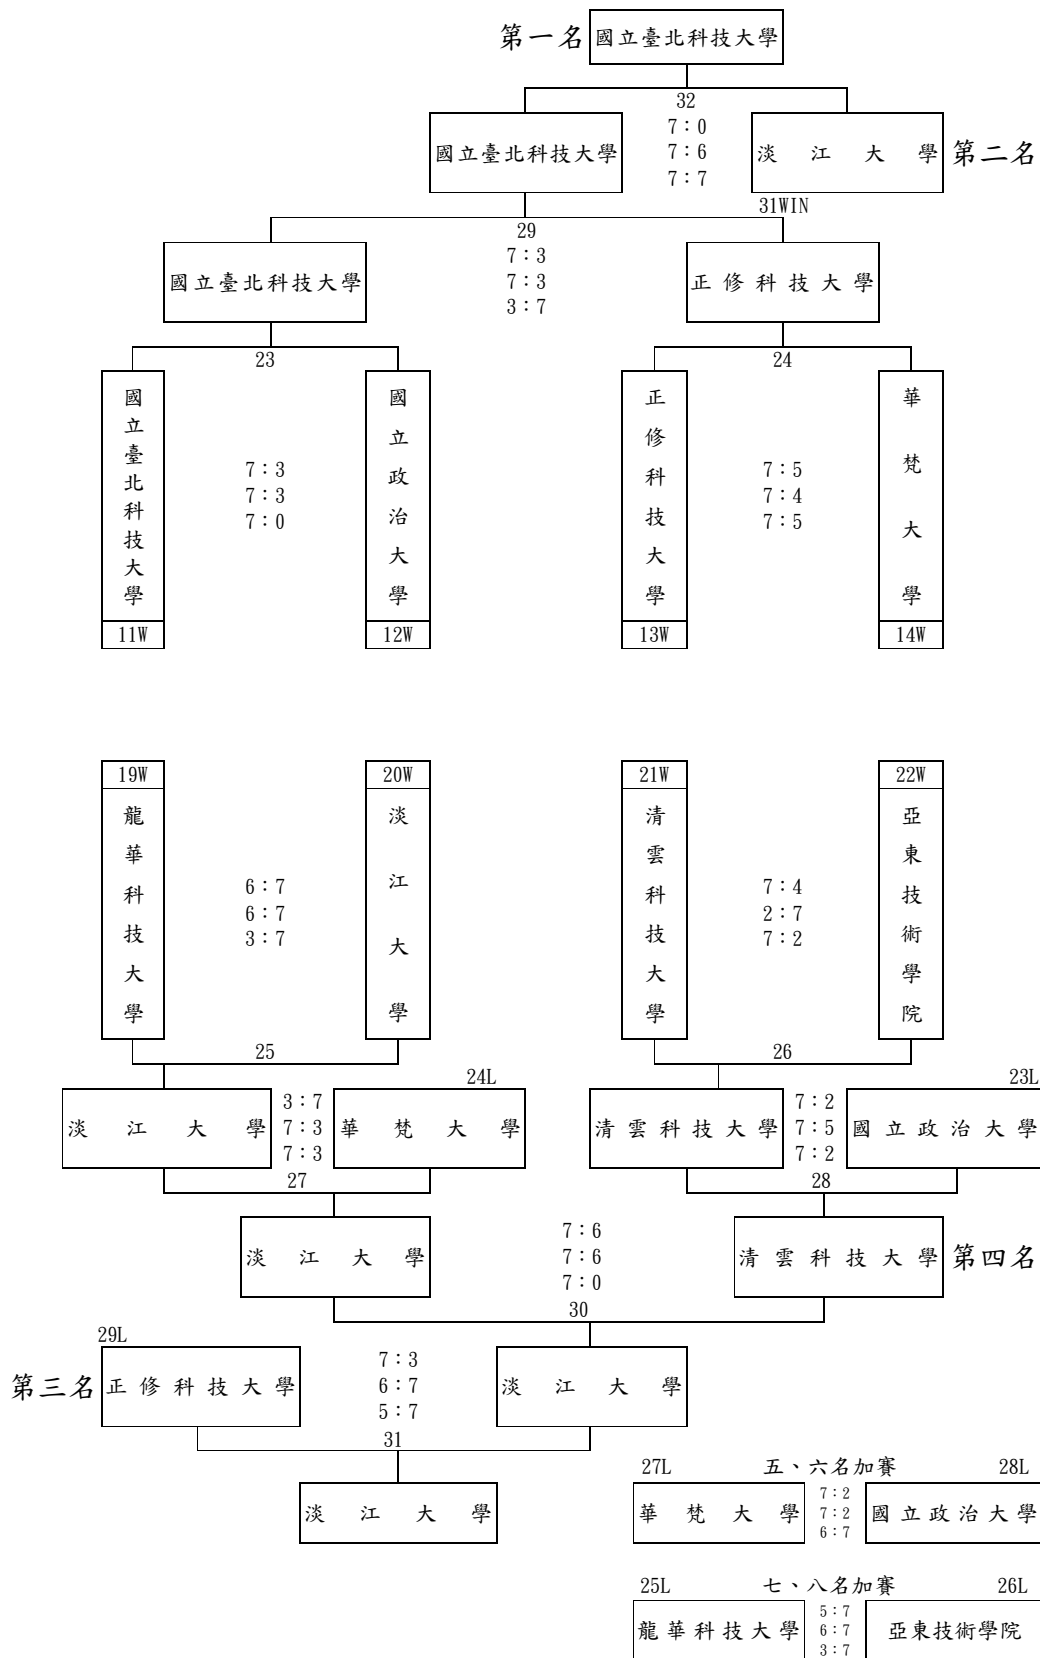 第一名 國立臺北科技大學
32
7：0
國立臺北科技大學 7：6 淡江大學 第二名
7：7
31WIN
29
7：3
國立臺北科技大學 7：3 正修科技大學
3：7
23 24
國立臺北科技大學 國立政治大學 正修科技大學 華梵大學
7：3 7：5
7：3 7：4
7：0 7：5
11W 12W 13W 14W
19W 20W 21W 22W
龍華科技大學 淡江大學 清雲科技大學 亞東技術學院
6：7 7：4
6：7 2：7
3：7 7：2
25 26
24L 23L
3：7 7：2
淡江大學 7：3 華梵大學 清雲科技大學 7：5 國立政治大學
7：3 7：2
27 28
7：6
淡江大學 7：6 清雲科技大學 第四名
7：0
30
29L
7：3
第三名 正修科技大學 6：7 淡江大學
5：7
31
淡江大學
27L 五、六名加賽 28L
7：2
華梵大學 7：2 國立政治大學
6：7
25L 七、八名加賽 26L
5：7
龍華科技大學 6：7 亞東技術學院
3：7